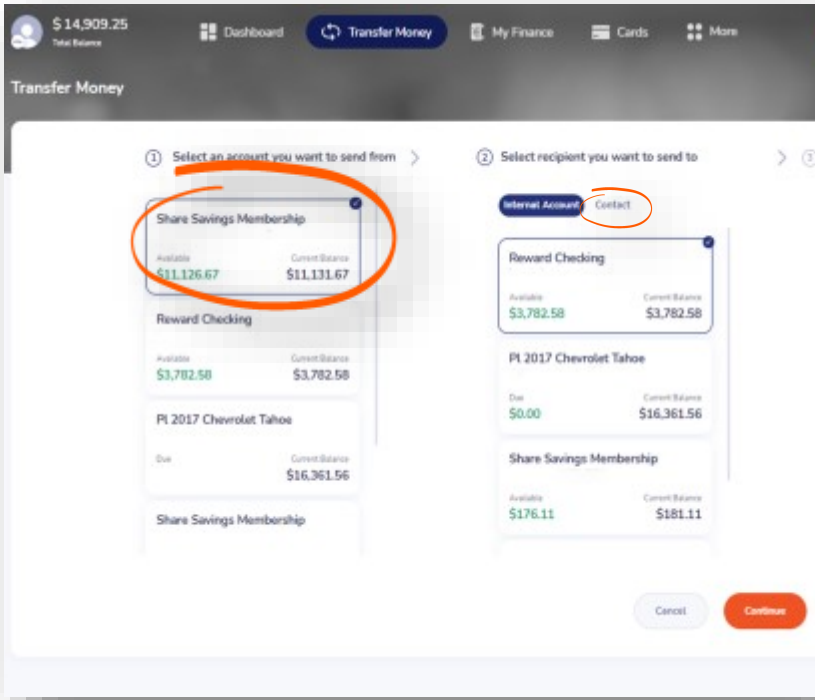 $14,909.25
Total Balance
Dashboard
Transfer Money
My Finance
Cards
More
Transfer Money
1 Select an account you want to send from
Share Savings Membership
Available Current Balance
$11,126.67 $11,131.67
Reward Checking
Available Current Balance
$3,782.58 $3,782.58
PL 2017 Chevrolet Tahoe
Due Current Balance
$16,361.56
Share Savings Membership
2 Select recipient you want to send to
Internal Account Contact
Reward Checking
Available Current Balance
$3,782.58 $3,782.58
PL 2017 Chevrolet Tahoe
Due Current Balance
$0.00 $16,361.56
Share Savings Membership
Available Current Balance
$176.11 $181.11
3
Cancel Continue